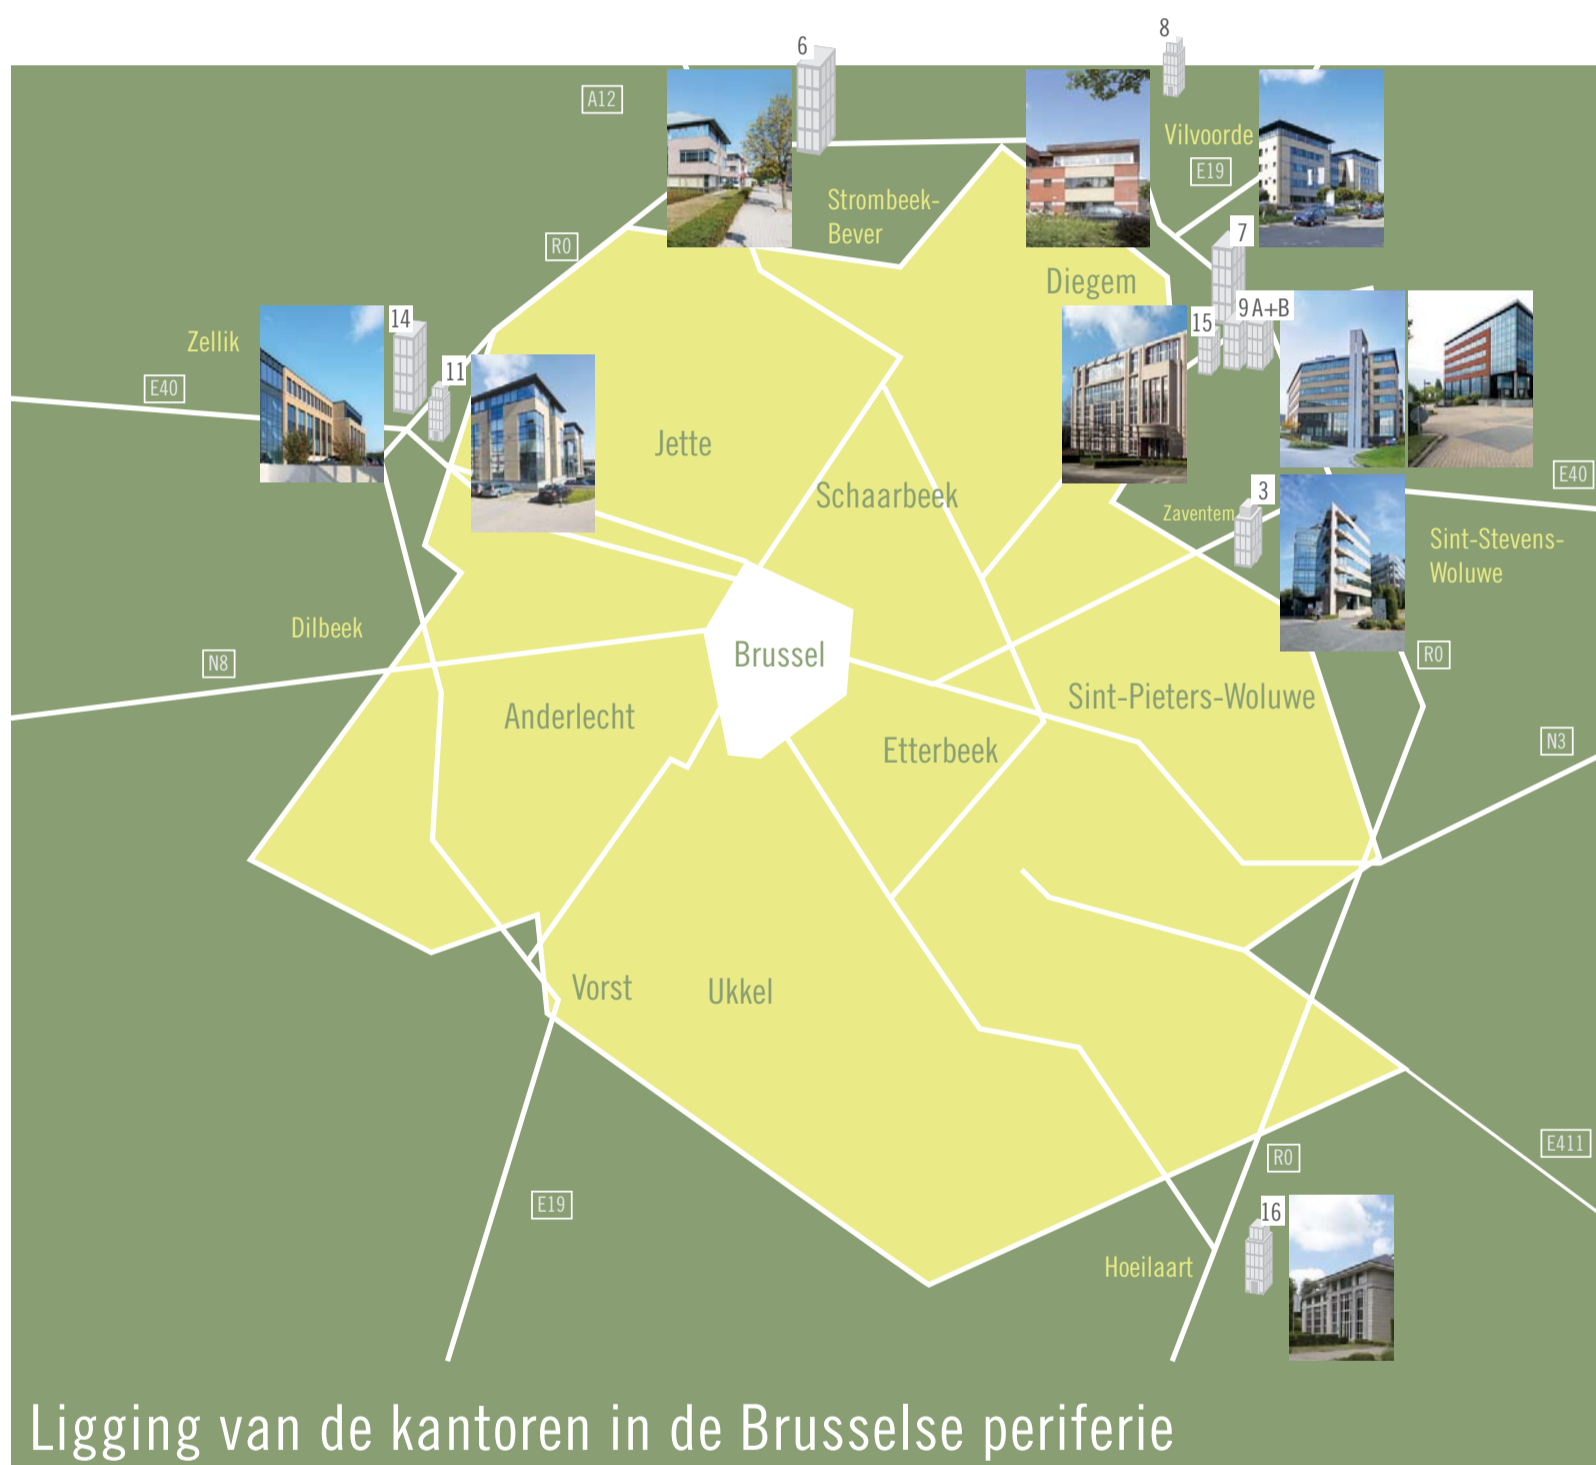 8
6
A12
Vilvoorde
E19
Strombeek-
Bever
7
R0
Diegem
9A+B
15
14
Zellik
11
E40
Jette
E40
Schaarbeek
3
Zaventem
Sint-Stevens-
Woluwe
Dilbeek
Brussel
R0
N8
Sint-Pieters-Woluwe
Anderlecht
N3
Etterbeek
Vorst
Ukkel
E411
R0
E19
16
Hoeilaart
Ligging van de kantoren in de Brusselse periferie